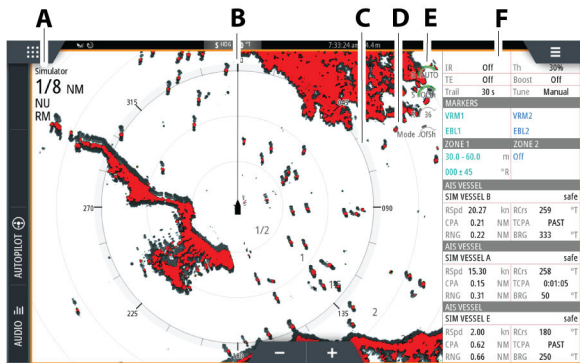 A B C D E F
HDG °T
7:33:24 4.4 m
Simulator
1/8 NM
NU
RM
AUTO
315
045
36
Mode
270
090
1/2
1
2
225
135
AUTOPILOT
AUDIO
IR Off Th 30%
TE Off Boost Off
Trail 30 s Tune Manual
MARKERS
VRM1 VRM2
EBL1 EBL2
ZONE 1 ZONE 2
30.0 - 60.0 m Off
000 ± 45 °R
AIS VESSEL
SIM VESSEL B safe
RSpd 20.27 kn RCrs 259 °T
CPA 0.21 NM TCPA PAST
RNG 0.22 NM BRG 333 °T
AIS VESSEL
SIM VESSEL A safe
RSpd 15.30 kn RCrs 258 °T
CPA 0.15 NM TCPA 0:01:05
RNG 0.31 NM BRG 50 °T
AIS VESSEL
SIM VESSEL E safe
RSpd 2.00 kn RCrs 180 °T
CPA 0.62 NM TCPA PAST
RNG 0.66 NM BRG 250 °T